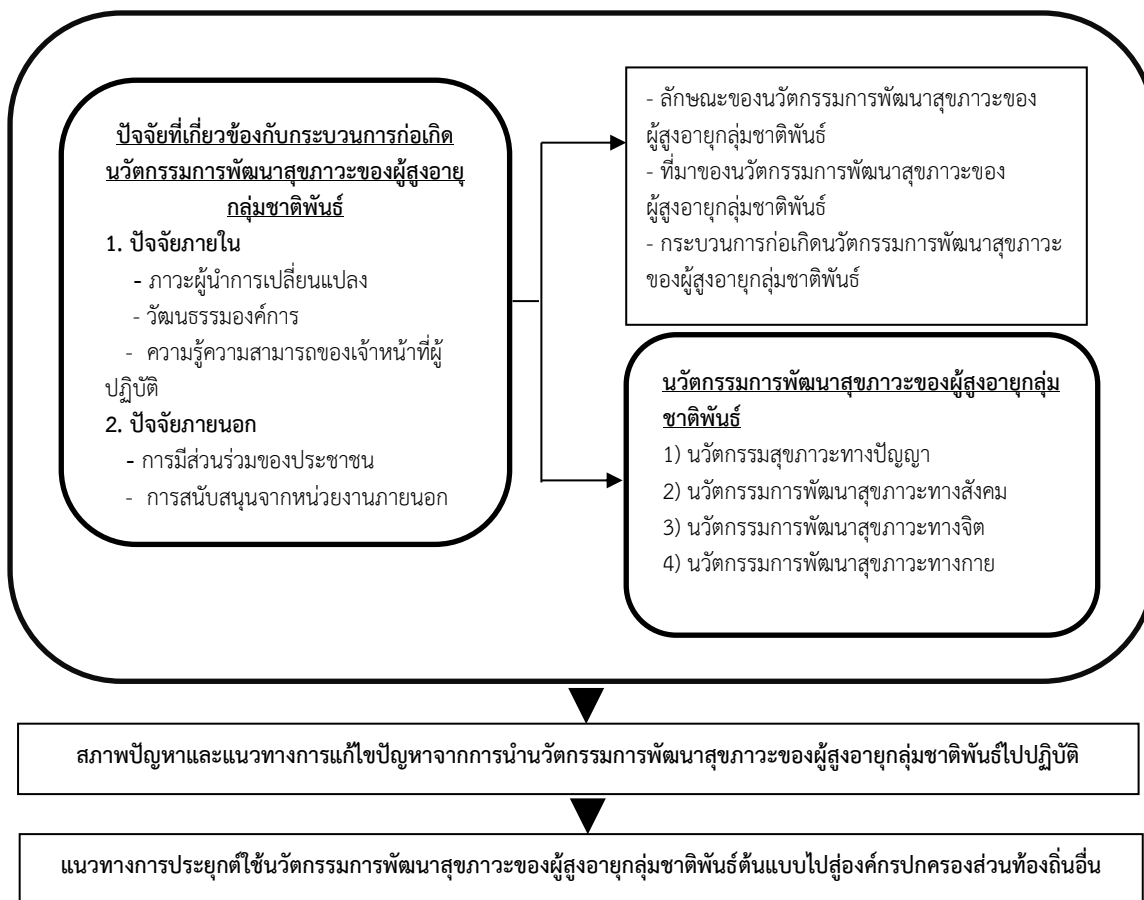 ปัจจัยที่เกี่ยวข้องกับกระบวนการก่อเกิด
นวัตกรรมการพัฒนาสุขภาวะของผู้สูงอายุ
กลุ่มชาติพันธ์
1. ปัจจัยภายใน
- ภาวะผู้นำการเปลี่ยนแปลง
- วัฒนธรรมองค์การ
- ความรู้ความสามารถของเจ้าหน้าที่ผู้
ปฏิบัติ
2. ปัจจัยภายนอก
- การมีส่วนร่วมของประชาชน
- การสนับสนุนจากหน่วยงานภายนอก
- ลักษณะของนวัตกรรมการพัฒนาสุขภาวะของ
ผู้สูงอายุกลุ่มชาติพันธ์
- ที่มาของนวัตกรรมการพัฒนาสุขภาวะของ
ผู้สูงอายุกลุ่มชาติพันธ์
- กระบวนการก่อเกิดนวัตกรรมการพัฒนาสุขภาวะ
ของผู้สูงอายุกลุ่มชาติพันธ์
นวัตกรรมการพัฒนาสุขภาวะของผู้สูงอายุกลุ่ม
ชาติพันธ์
1) นวัตกรรมสุขภาวะทางปัญญา
2) นวัตกรรมการพัฒนาสุขภาวะทางสังคม
3) นวัตกรรมการพัฒนาสุขภาวะทางจิต
4) นวัตกรรมการพัฒนาสุขภาวะทางกาย
สภาพปัญหาและแนวทางการแก้ไขปัญหาจากการนำนวัตกรรมการพัฒนาสุขภาวะของผู้สูงอายุกลุ่มชาติพันธ์ไปปฏิบัติ
แนวทางการประยุกต์ใช้นวัตกรรมการพัฒนาสุขภาวะของผู้สูงอายุกลุ่มชาติพันธ์ต้นแบบไปสู่องค์กรปกครองส่วนท้องถิ่นอื่น